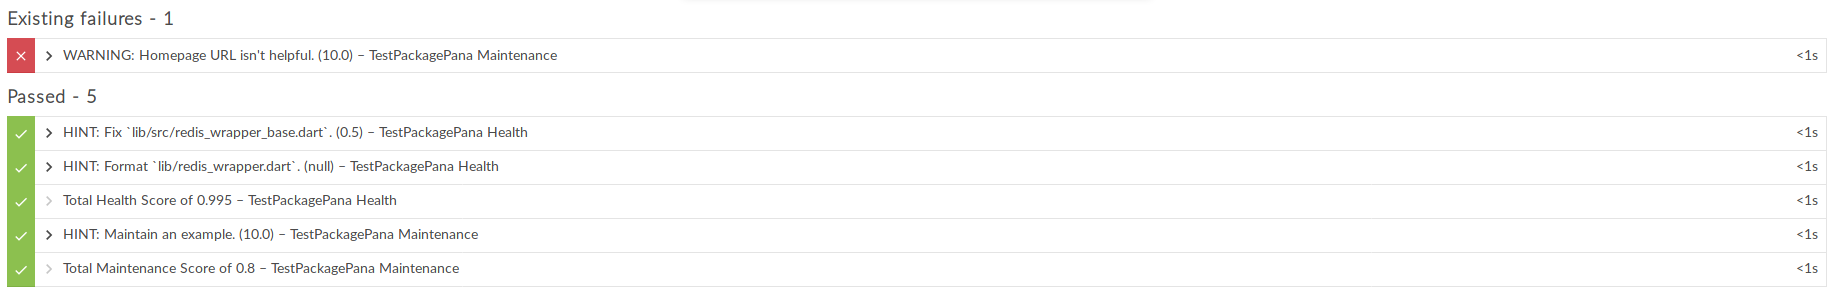 Existing failures - 1
WARNING: Homepage URL isn't helpful. (10.0) – TestPackagePana Maintenance <1s
Passed - 5
HINT: Fix `lib/src/redis_wrapper_base.dart`. (0.5) – TestPackagePana Health <1s
HINT: Format `lib/redis_wrapper.dart`. (null) – TestPackagePana Health <1s
Total Health Score of 0.995 – TestPackagePana Health <1s
HINT: Maintain an example. (10.0) – TestPackagePana Maintenance <1s
Total Maintenance Score of 0.8 – TestPackagePana Maintenance <1s